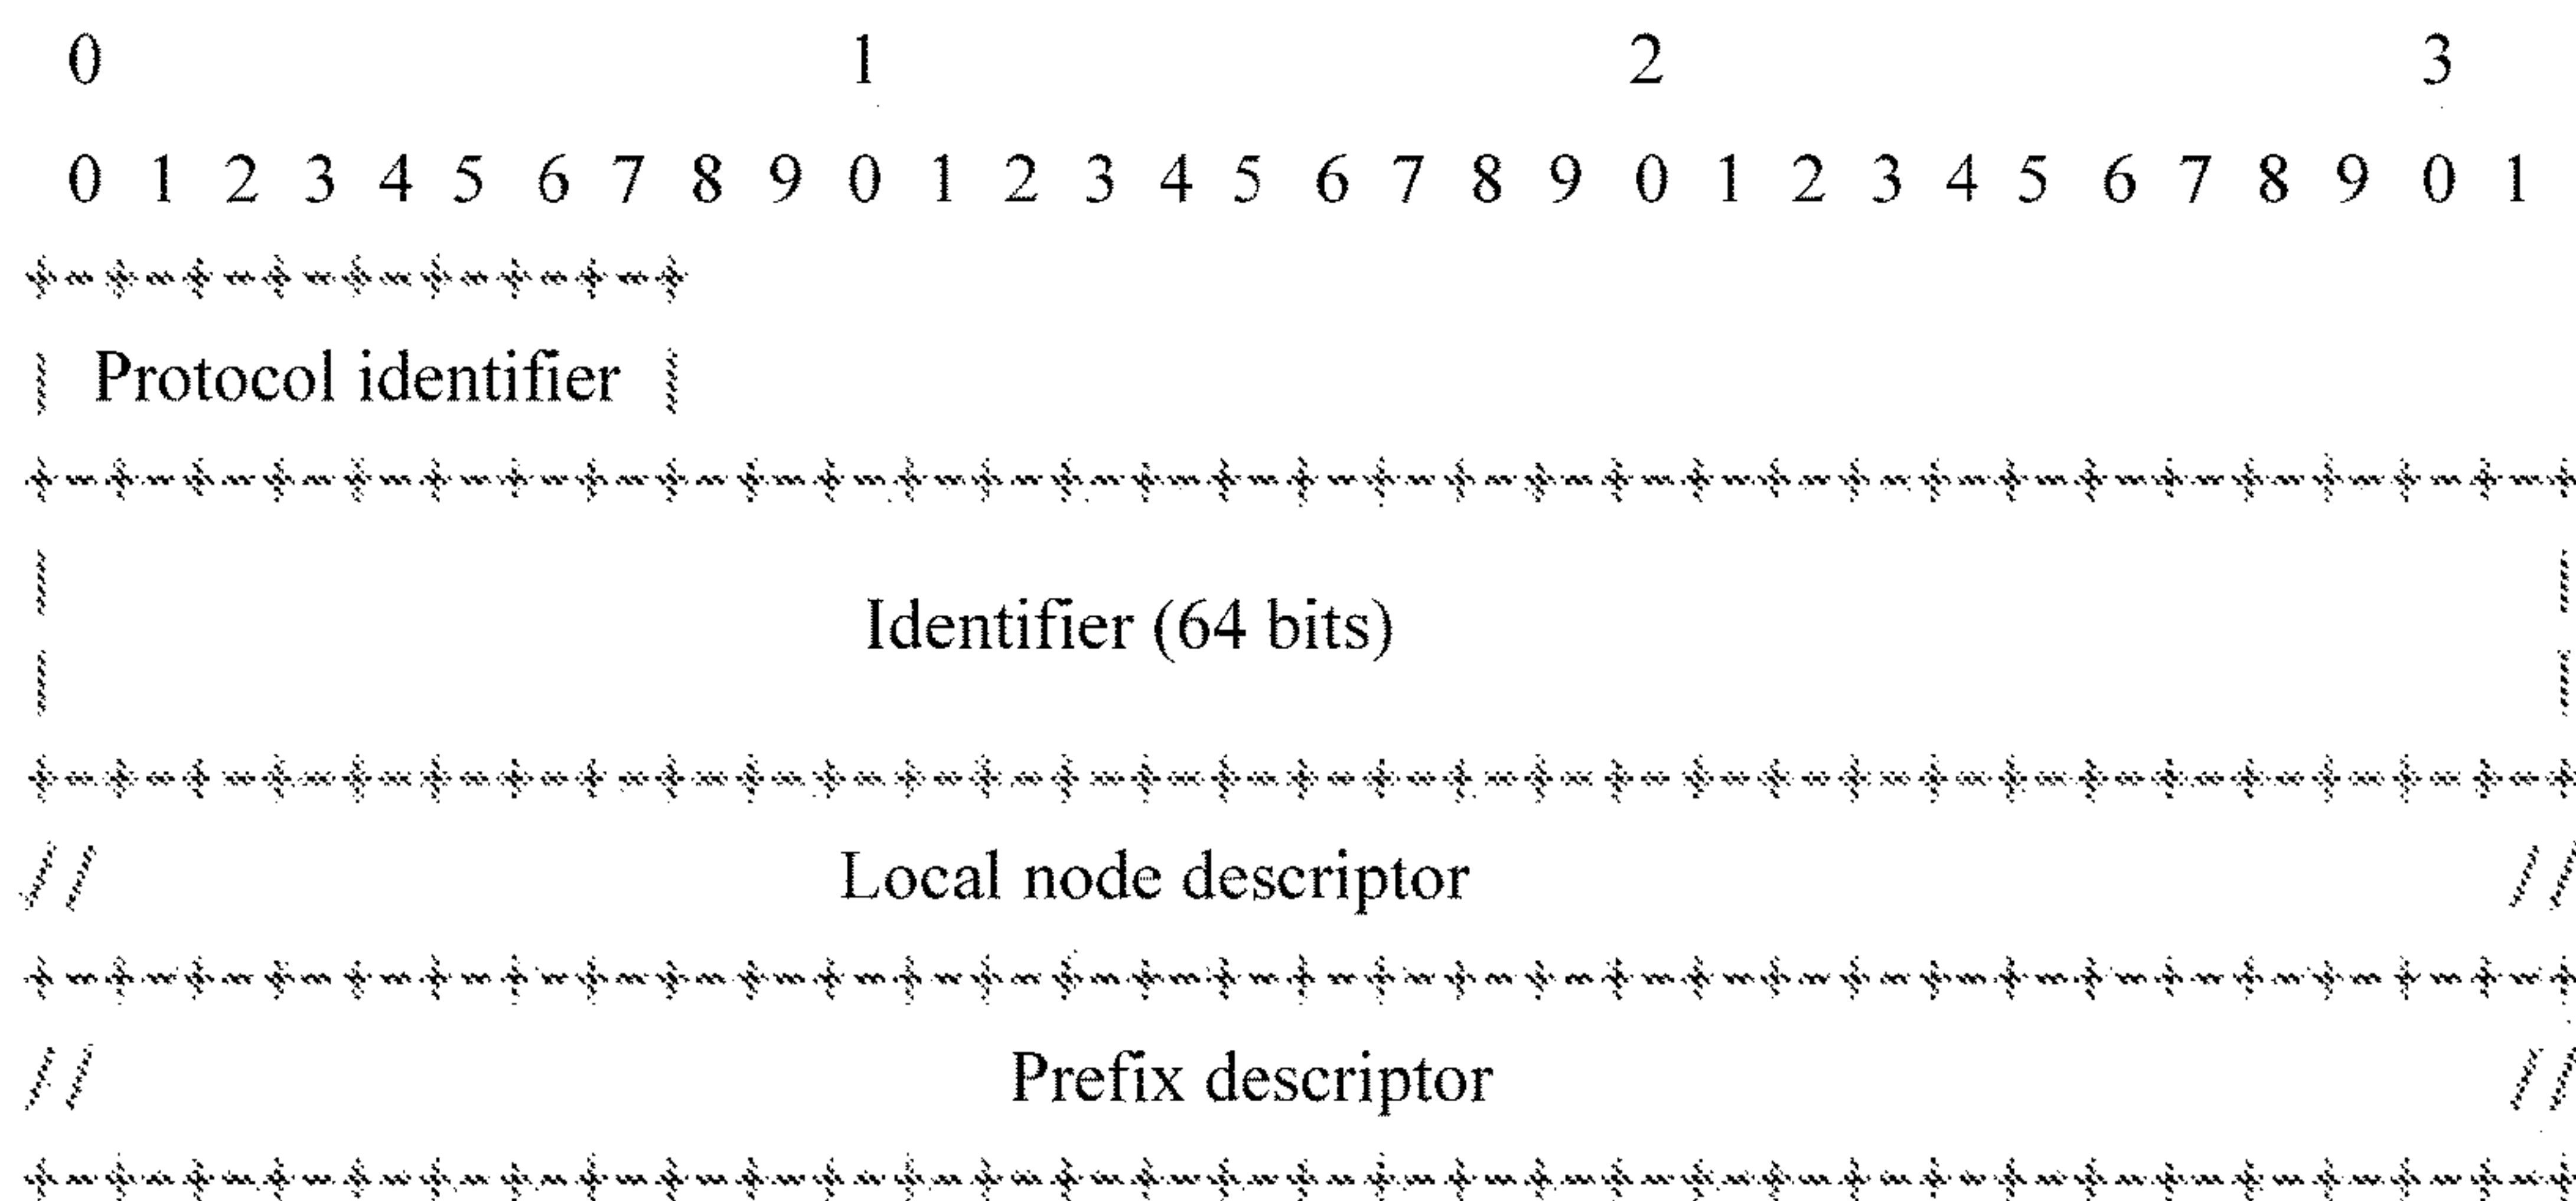 0 1 2 3
0 1 2 3 4 5 6 7 8 9 0 1 2 3 4 5 6 7 8 9 0 1 2 3 4 5 6 7 8 9 0 1
+-+-+-+-+-+-+-+-+
| Protocol identifier |
+-+-+-+-+-+-+-+-+-+-+-+-+-+-+-+-+-+-+-+-+-+-+-+-+-+-+-+-+-+-+-+-+
| Identifier (64 bits) |
+-+-+-+-+-+-+-+-+-+-+-+-+-+-+-+-+-+-+-+-+-+-+-+-+-+-+-+-+-+-+-+-+
// Local node descriptor //
+-+-+-+-+-+-+-+-+-+-+-+-+-+-+-+-+-+-+-+-+-+-+-+-+-+-+-+-+-+-+-+-+
// Prefix descriptor //
+-+-+-+-+-+-+-+-+-+-+-+-+-+-+-+-+-+-+-+-+-+-+-+-+-+-+-+-+-+-+-+-+